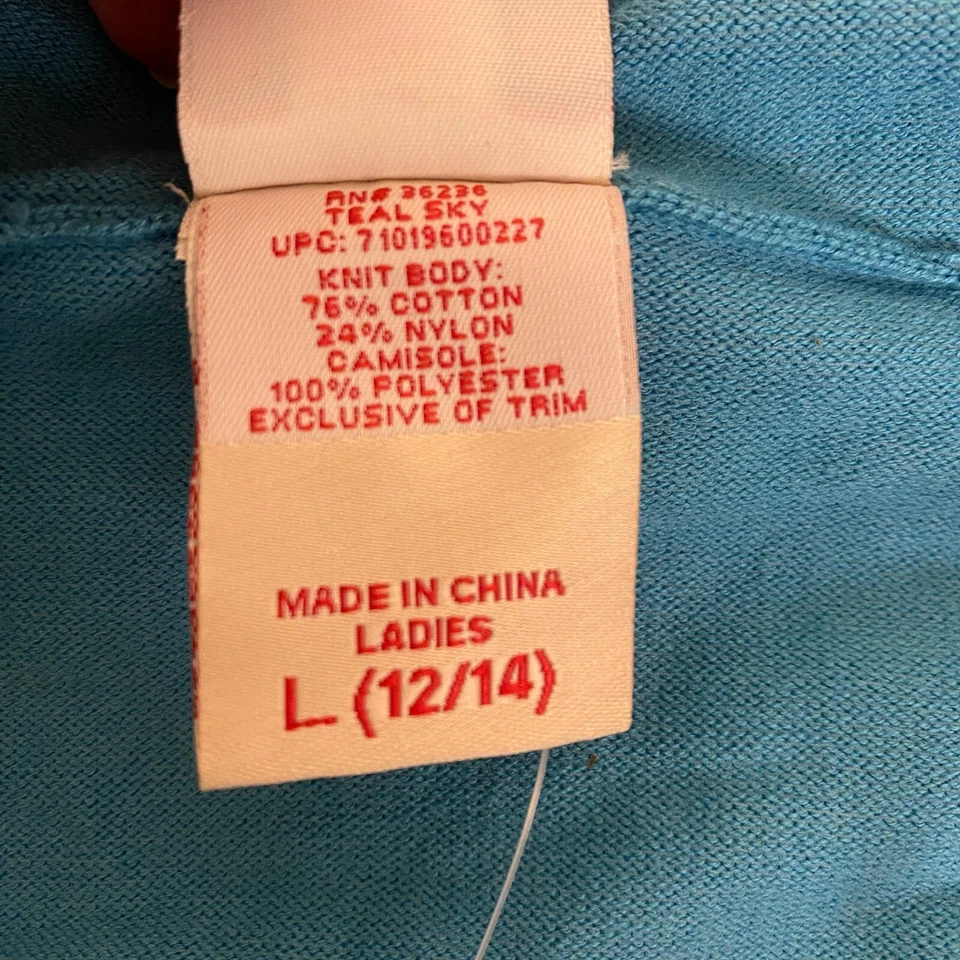 RN# 36236
TEAL SKY
UPC: 71019600227
KNIT BODY:
76% COTTON
24% NYLON
CAMISOLE:
100% POLYESTER
EXCLUSIVE OF TRIM
MADE IN CHINA
LADIES
L (12/14)